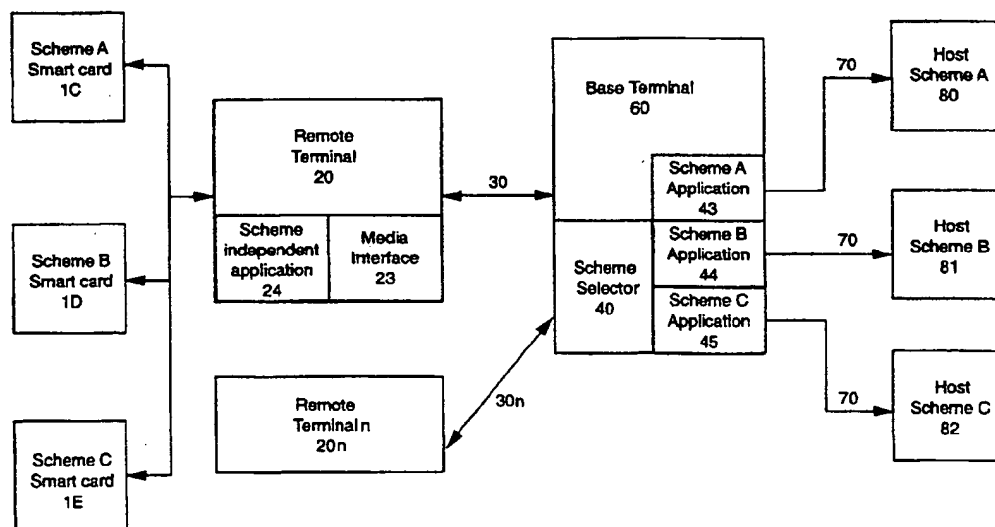 Scheme A
Smart card
1C
Scheme B
Smart card
1D
Scheme C
Smart card
1E
Remote
Terminal
20
Scheme
independent
application
24
Media
Interface
23
Remote
Terminal n
20n
30
30n
Base Terminal
60
Scheme
Selector
40
Scheme A
Application
43
Scheme B
Application
44
Scheme C
Application
45
70
70
70
Host
Scheme A
80
Host
Scheme B
81
Host
Scheme C
82